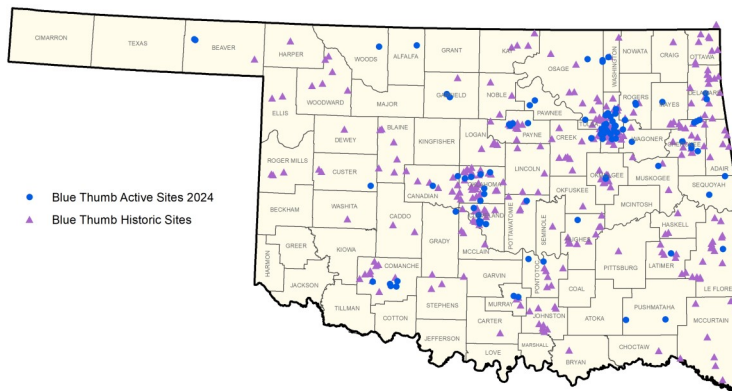 CIMARRON
TEXAS
BEAVER
HARPER
WOODS
ALFALFA
GRANT
KAY
OSAGE
WASHINGTON
NOWATA
CRAIG
OTTAWA
ELLIS
WOODWARD
MAJOR
GARFIELD
NOBLE
PAWNEE
ROGERS
MAYES
DELAWARE
DEWEY
BLAINE
KINGFISHER
LOGAN
PAYNE
CREEK
WAGONER
CHEROKEE
ADAIR
ROGER MILLS
CUSTER
CANADIAN
OKLAHOMA
LINCOLN
OKFUSKEE
OKMULGEE
MUSKOGEE
SEQUOYAH
Blue Thumb Active Sites 2024
Blue Thumb Historic Sites
BECKHAM
WASHITA
CADDO
GRADY
CLEVELAND
MCCLAIN
POTTAWATOMIE
SEMINOLE
HUGHES
MCINTOSH
HASKELL
HARMON
GREER
KIOWA
COMANCHE
GARVIN
PONTOTOC
PITTSBURG
LATIMER
LE FLORE
JACKSON
TILLMAN
COTTON
STEPHENS
MURRAY
JOHNSTON
COAL
ATOKA
PUSHMATAHA
MCCURTAIN
JEFFERSON
CARTER
LOVE
MARSHALL
BRYAN
CHOCTAW